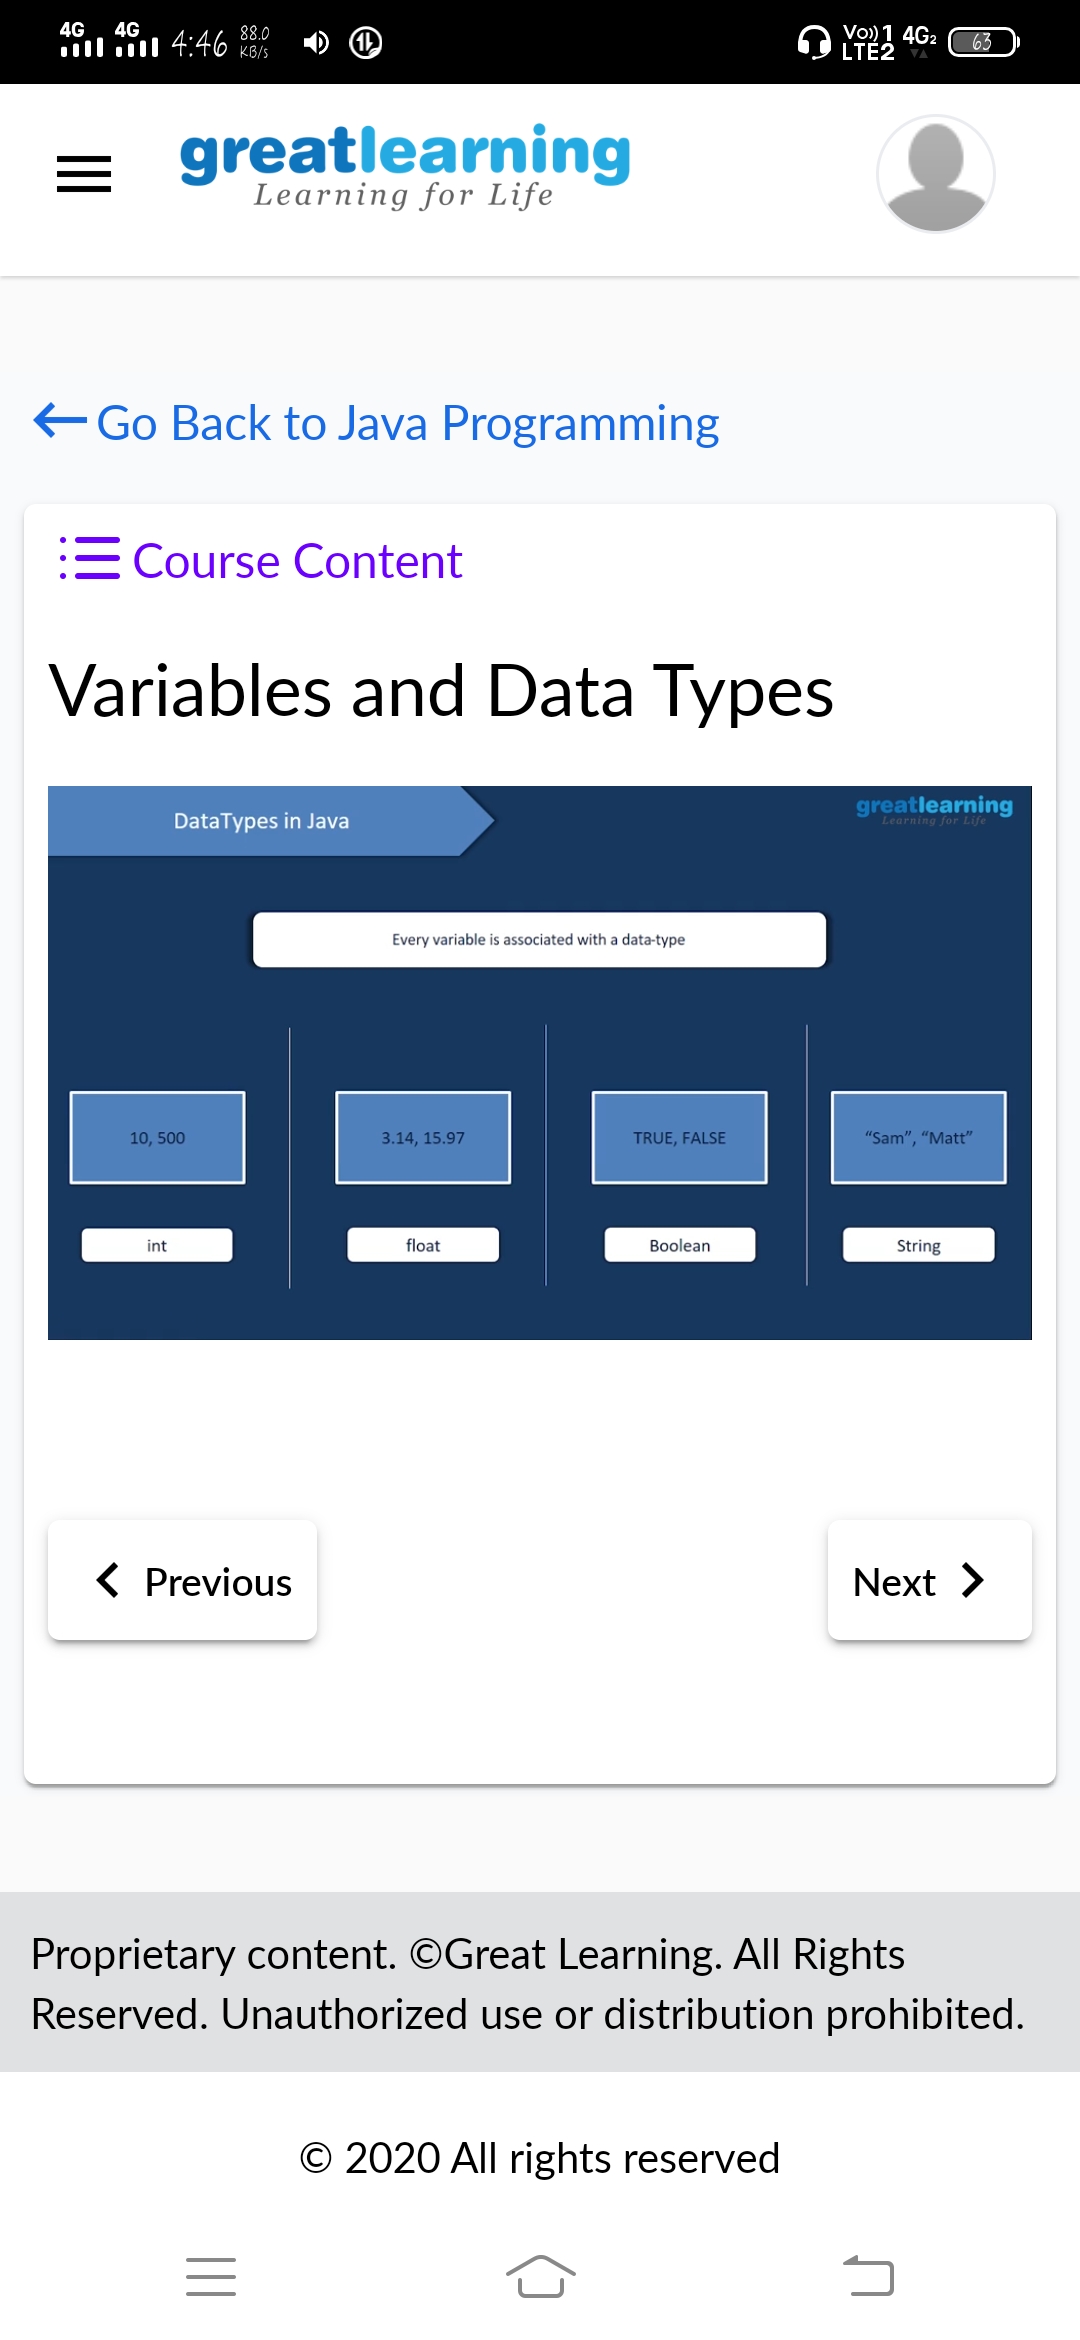 4G 4G 4:46 88.0 KB/s Vo)) 1 LTE2 4G2 63
greatlearning
Learning for Life
Go Back to Java Programming
Course Content
Variables and Data Types
DataTypes in Java
greatlearning
Learning for Life
Every variable is associated with a data-type
10, 500
3.14, 15.97
TRUE, FALSE
“Sam”, “Matt”
int
float
Boolean
String
Previous
Next
Proprietary content. ©Great Learning. All Rights
Reserved. Unauthorized use or distribution prohibited.
© 2020 All rights reserved